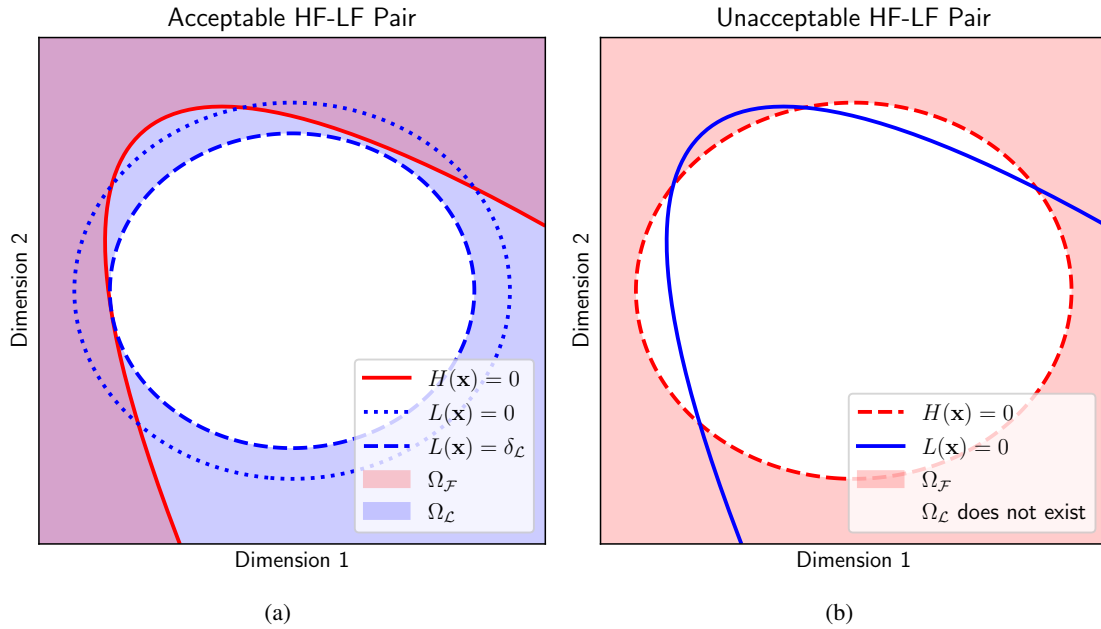 Acceptable HF-LF Pair
Dimension 2
H(𝐱) = 0
L(𝐱) = 0
L(𝐱) = δ_ℒ
Ω_ℱ
Ω_ℒ
Dimension 1
(a)
Unacceptable HF-LF Pair
Dimension 2
H(𝐱) = 0
L(𝐱) = 0
Ω_ℱ
Ω_ℒ does not exist
Dimension 1
(b)